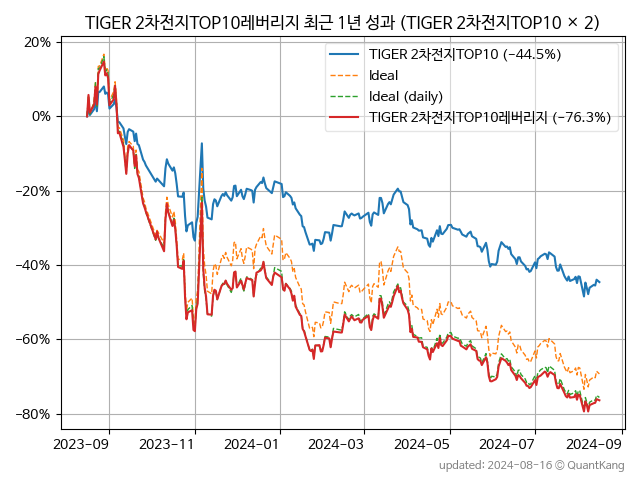 TIGER 2차전지TOP10레버리지 최근 1년 성과 (TIGER 2차전지TOP10 × 2)
20%
0%
−20%
−40%
−60%
−80%
TIGER 2차전지TOP10 (−44.5%)
Ideal
Ideal (daily)
TIGER 2차전지TOP10레버리지 (−76.3%)
2023−09
2023−11
2024−01
2024−03
2024−05
2024−07
2024−09
updated: 2024-08-16 © QuantKang